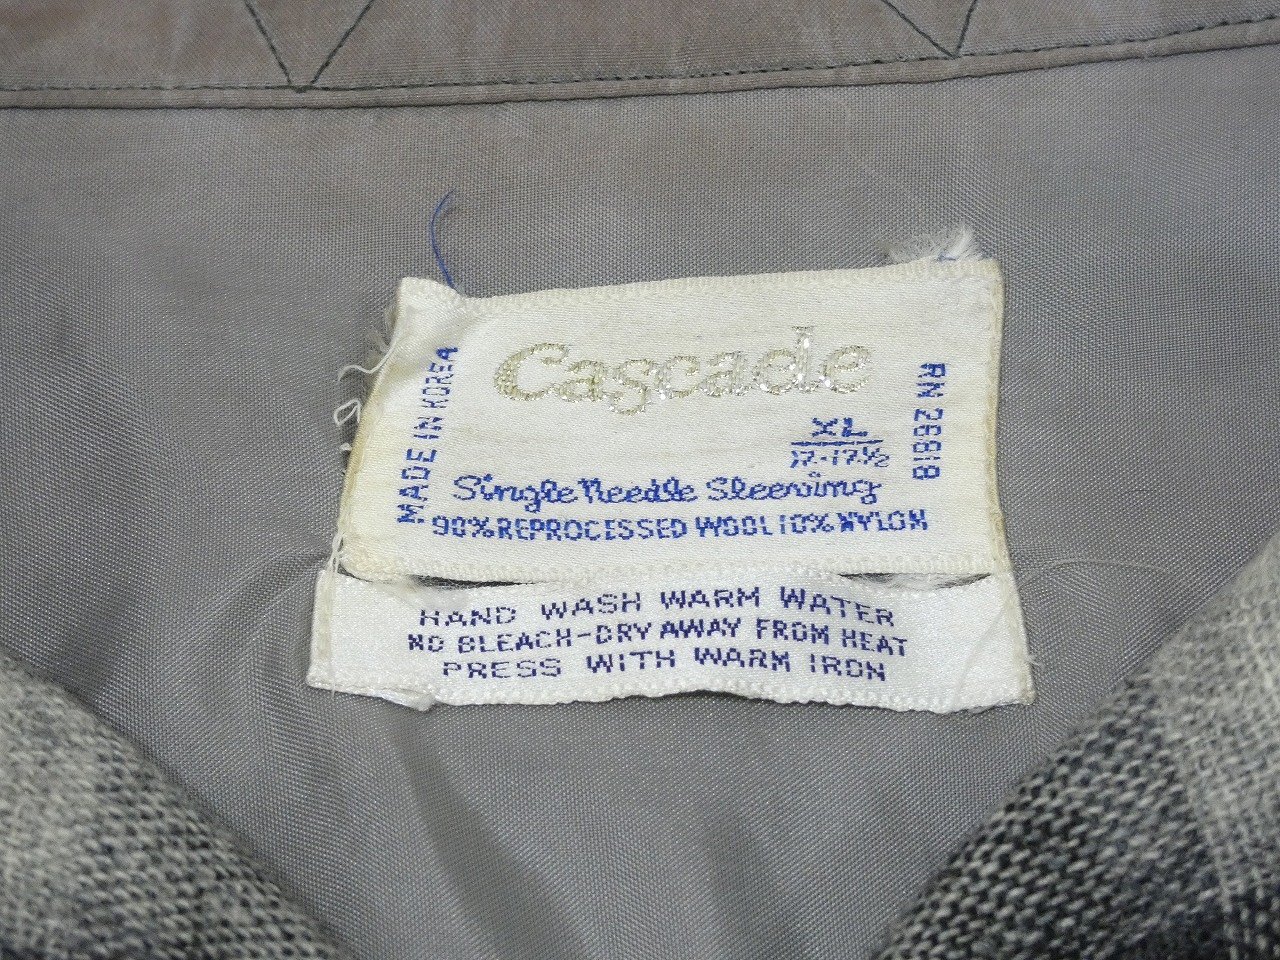 Cascade
MADE IN KOREA
RN 26818
XL
17-17½
Single Needle Sleeving
90% REPROCESSED WOOL 10% NYLON
HAND WASH WARM WATER
NO BLEACH-DRY AWAY FROM HEAT
PRESS WITH WARM IRON